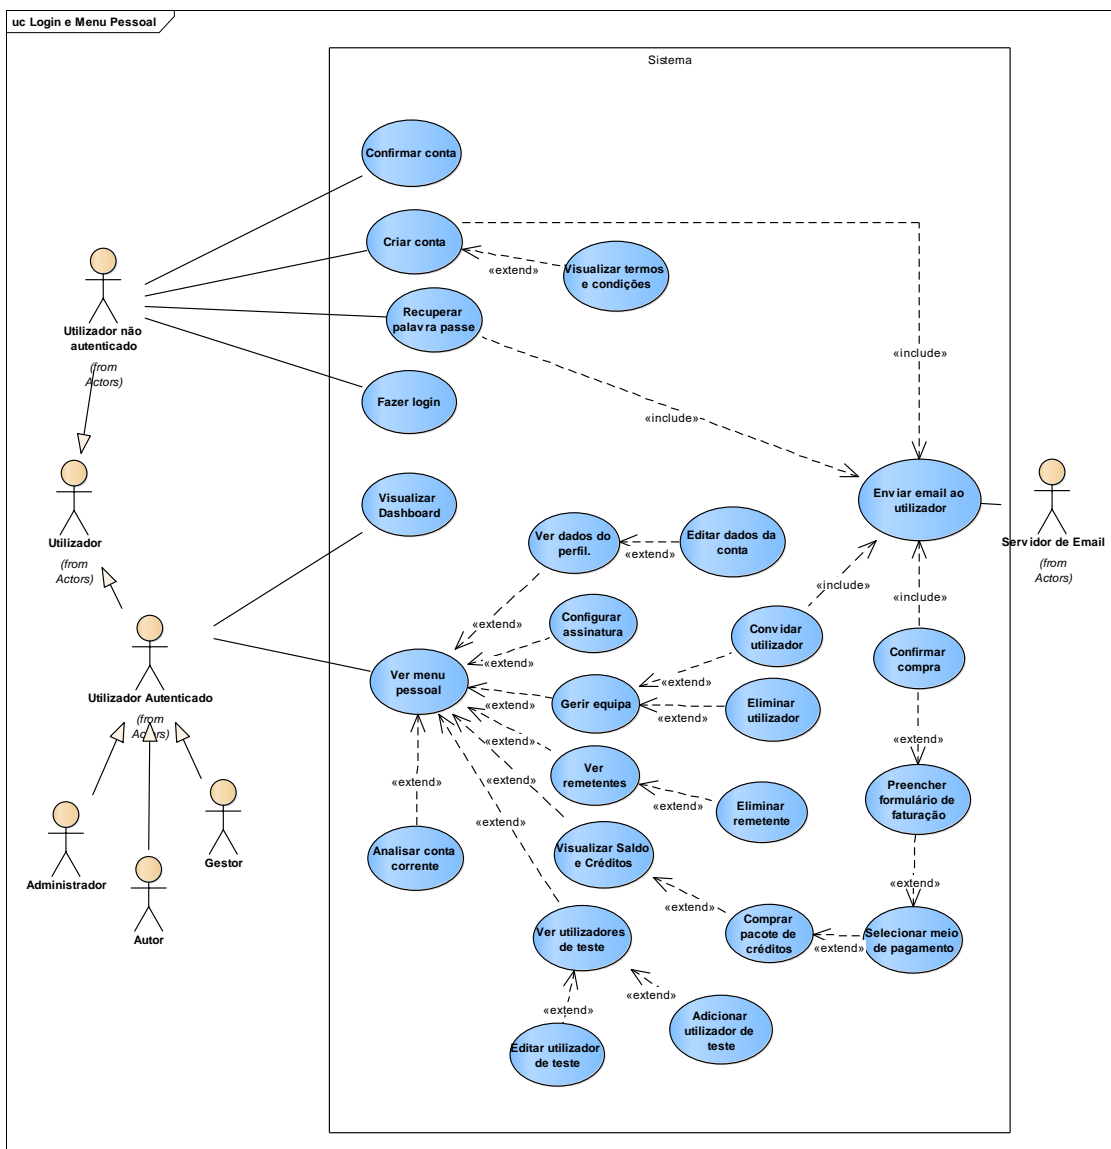 uc Login e Menu Pessoal
Sistema
Confirmar conta
Criar conta
«extend»
Visualizar termos
e condições
Recuperar
palavra passe
«include»
«include»
Fazer login
Utilizador não
autenticado
(from
Actors)
Utilizador
(from
Actors)
Visualizar
Dashboard
Enviar email ao
utilizador
Servidor de Email
(from
Actors)
Ver dados do
perfil.
«extend»
Editar dados da
conta
«extend»
Configurar
assinatura
«extend»
«include»
«include»
Convidar
utilizador
Confirmar
compra
Utilizador Autenticado
(from
Actors)
Ver menu
pessoal
Gerir equipa
«extend»
«extend»
Eliminar
utilizador
«extend»
«extend»
«extend»
«extend»
«extend»
Ver
remetentes
«extend»
Eliminar
remetente
«extend»
Preencher
formulário de
faturação
Administrador
Autor
Gestor
Analisar conta
corrente
Visualizar Saldo
e Créditos
«extend»
«extend»
Comprar
pacote de
créditos
«extend»
Selecionar meio
de pagamento
Ver utilizadores
de teste
«extend»
«extend»
Editar utilizador
de teste
Adicionar
utilizador de
teste